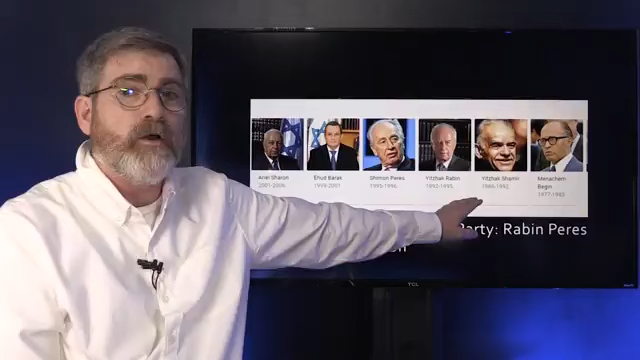 Ariel Sharon
2001-2006
Ehud Barak
1999-2001
Shimon Peres
1995-1996
Yitzhak Rabin
1992-1995
Yitzhak Shamir
1986-1992
Menachem
Begin
1977-1983
Party: Rabin Peres
TCL